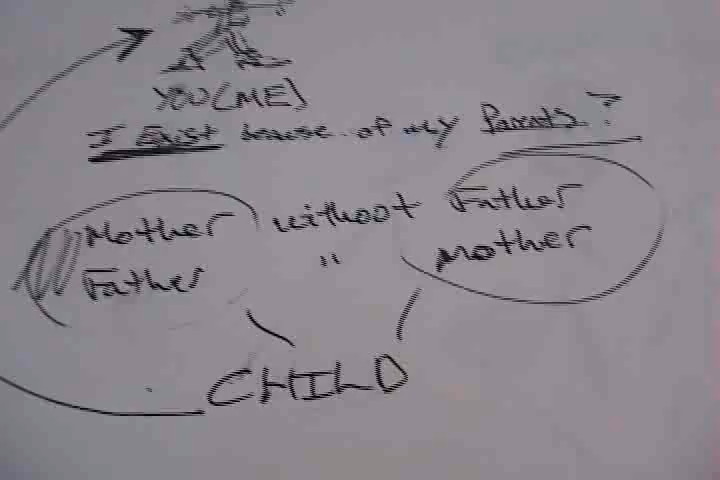 YOU(ME)
I Exist because of my Parents?
Mother without Father
Father " Mother
CHILD